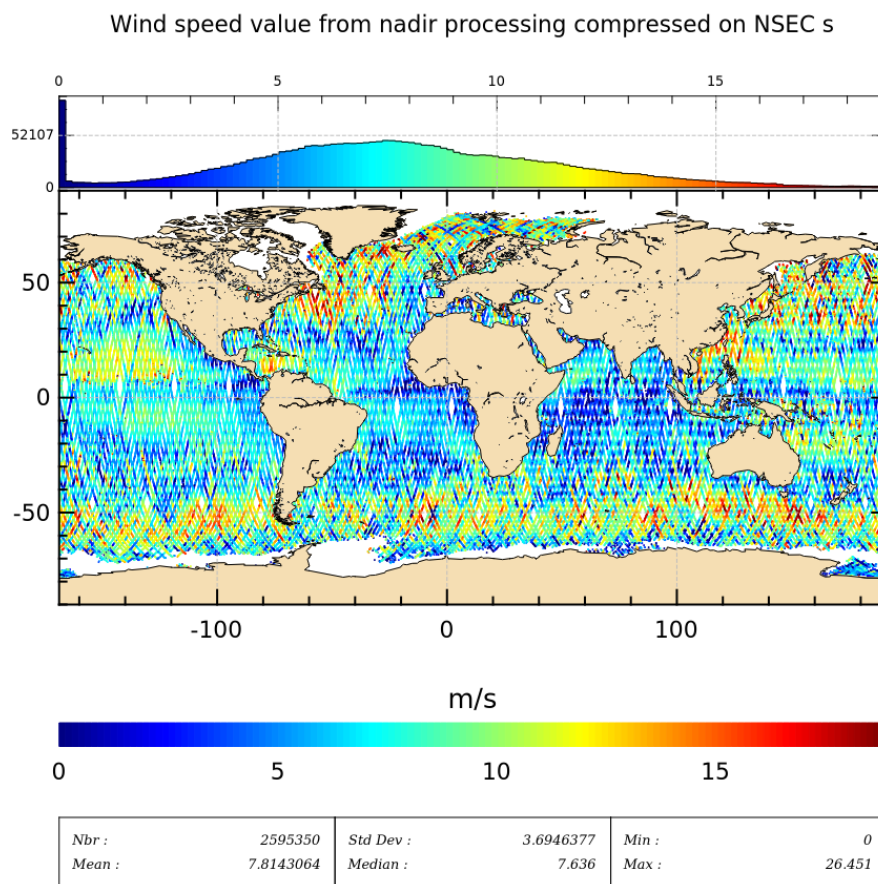 Wind speed value from nadir processing compressed on NSEC s
0 5 10 15
52107
0
50
0
-50
-100 0 100
m/s
0 5 10 15
Nbr : 2595350 Std Dev : 3.6946377 Min : 0
Mean : 7.8143064 Median : 7.636 Max : 26.451